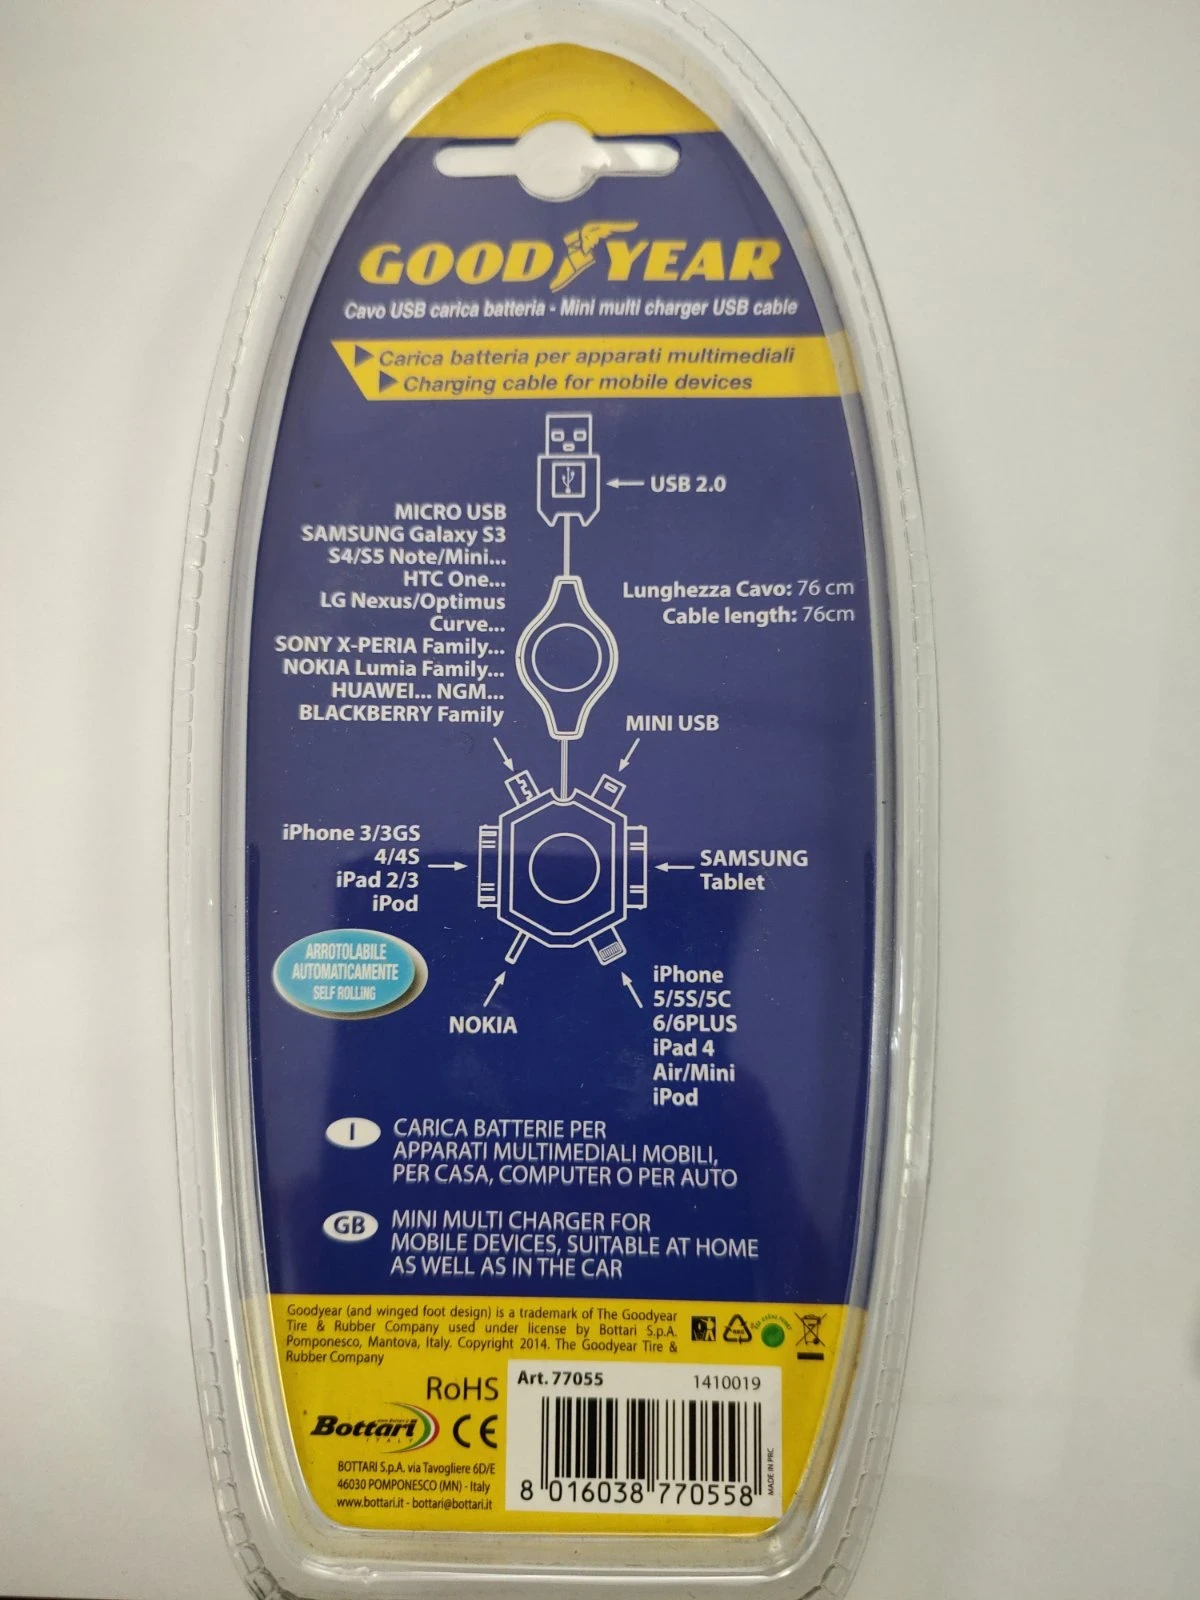 GOODYEAR
Cavo USB carica batteria - Mini multi charger USB cable
Carica batteria per apparati multimediali
Charging cable for mobile devices
USB 2.0
MICRO USB
SAMSUNG Galaxy S3
S4/S5 Note/Mini...
HTC One...
LG Nexus/Optimus
Curve...
SONY X-PERIA Family...
NOKIA Lumia Family...
HUAWEI... NGM...
BLACKBERRY Family
Lunghezza Cavo: 76 cm
Cable length: 76cm
MINI USB
iPhone 3/3GS
4/4S
iPad 2/3
iPod
SAMSUNG
Tablet
ARROTOLABILE
AUTOMATICAMENTE
SELF ROLLING
NOKIA
iPhone
5/5S/5C
6/6PLUS
iPad 4
Air/Mini
iPod
I
CARICA BATTERIE PER
APPARATI MULTIMEDIALI MOBILI,
PER CASA, COMPUTER O PER AUTO
GB
MINI MULTI CHARGER FOR
MOBILE DEVICES, SUITABLE AT HOME
AS WELL AS IN THE CAR
Goodyear (and winged foot design) is a trademark of The Goodyear
Tire & Rubber Company used under license by Bottari S.p.A.
Pomponesco, Mantova, Italy. Copyright 2014. The Goodyear Tire &
Rubber Company
RoHS
Bottari
ITALY
CE
BOTTARI S.p.A. via Tavogliere 6D/E
46030 POMPONESCO (MN) - Italy
www.bottari.it - bottari@bottari.it
Art. 77055
1410019
8 016038 770558
MADE IN PRC